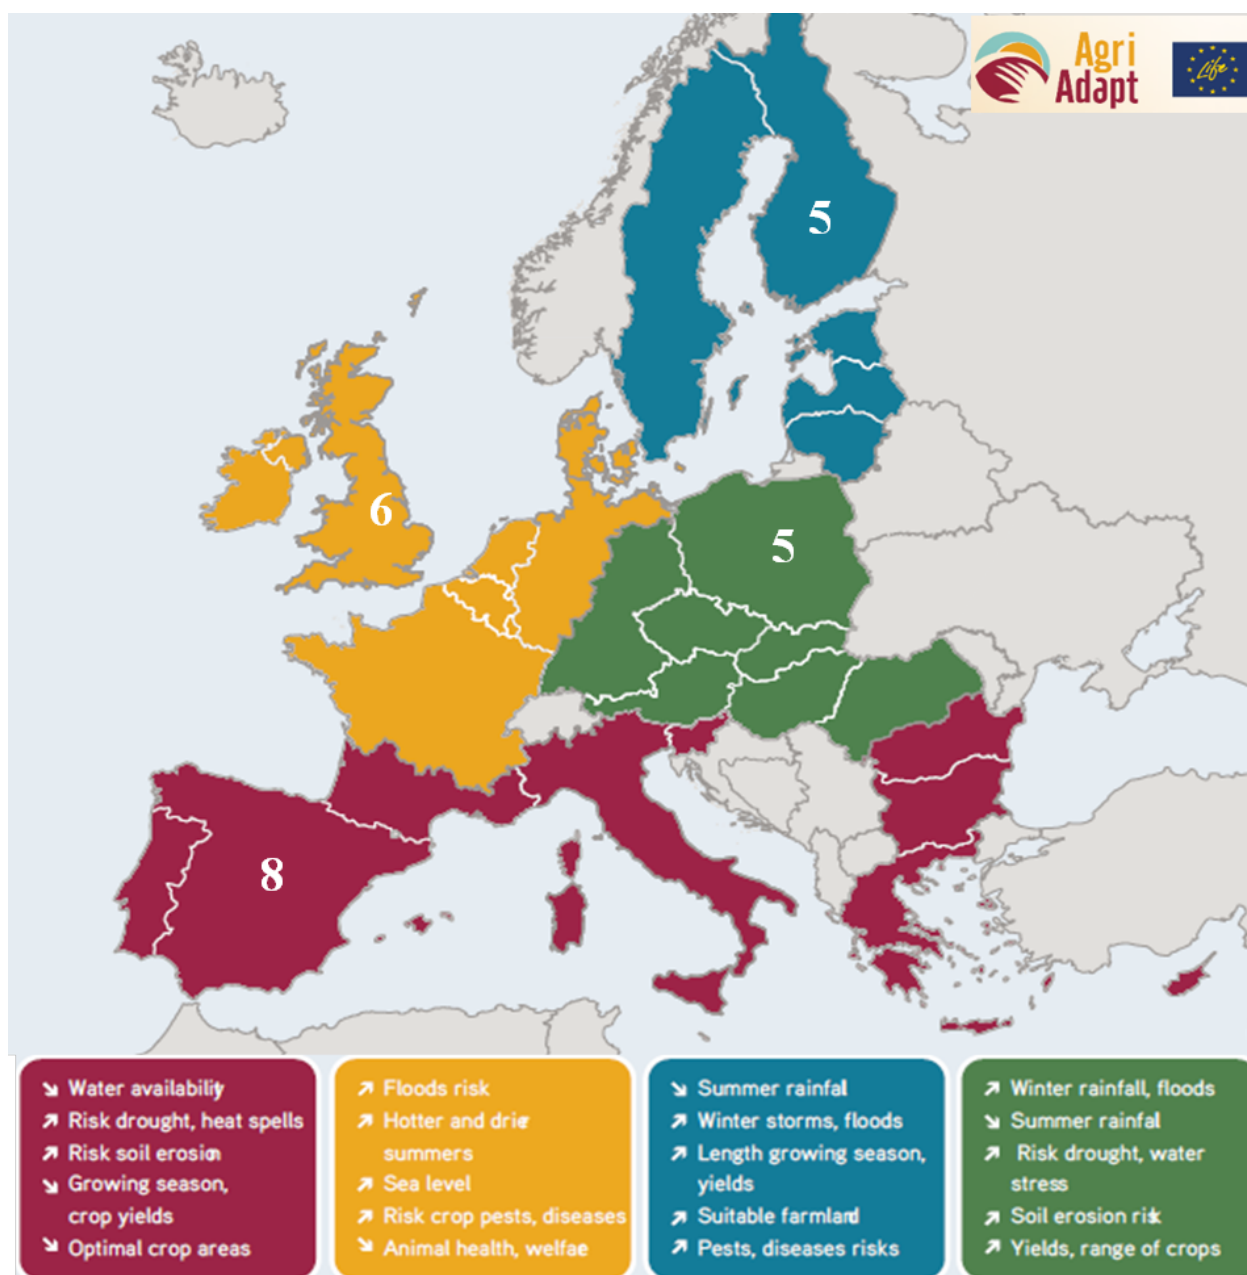 Agri
Adapt
Life
5
6
5
8
↘ Water availability
↗ Risk drought, heat spells
↗ Risk soil erosion
↘ Growing season,
crop yields
↘ Optimal crop areas
↗ Floods risk
↗ Hotter and drier
summers
↗ Sea level
↗ Risk crop pests, diseases
↘ Animal health, welfare
↘ Summer rainfall
↗ Winter storms, floods
↗ Length growing season,
yields
↗ Suitable farmland
↗ Pests, diseases risks
↗ Winter rainfall, floods
↘ Summer rainfall
↗ Risk drought, water
stress
↗ Soil erosion risk
↗ Yields, range of crops